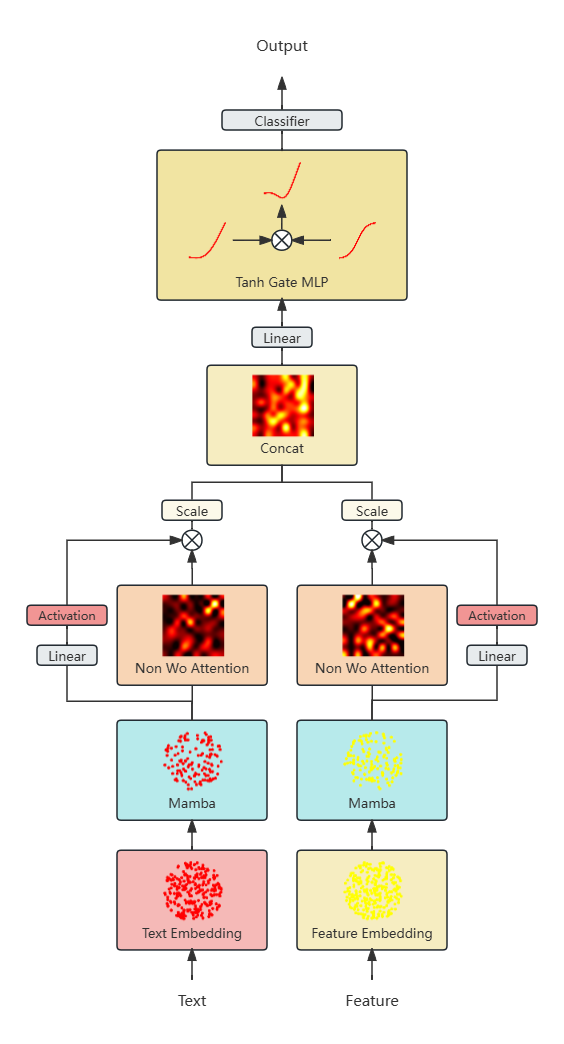 Output
Classifier
Tanh Gate MLP
Linear
Concat
Scale
Scale
Activation
Activation
Linear
Non Wo Attention
Non Wo Attention
Linear
Mamba
Mamba
Text Embedding
Feature Embedding
Text
Feature